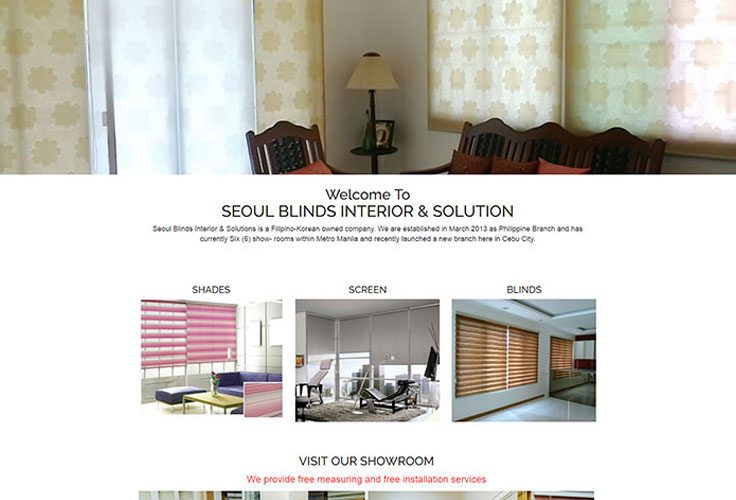 Welcome To
SEOUL BLINDS INTERIOR & SOLUTION
Seoul Blinds Interior & Solutions is a Filipino-Korean owned company. We are established in March 2013 as Philippine Branch and has
currently Six (6) show- rooms within Metro Manila and recently launched a new branch here in Cebu City.
SHADES
SCREEN
BLINDS
VISIT OUR SHOWROOM
We provide free measuring and free installation services